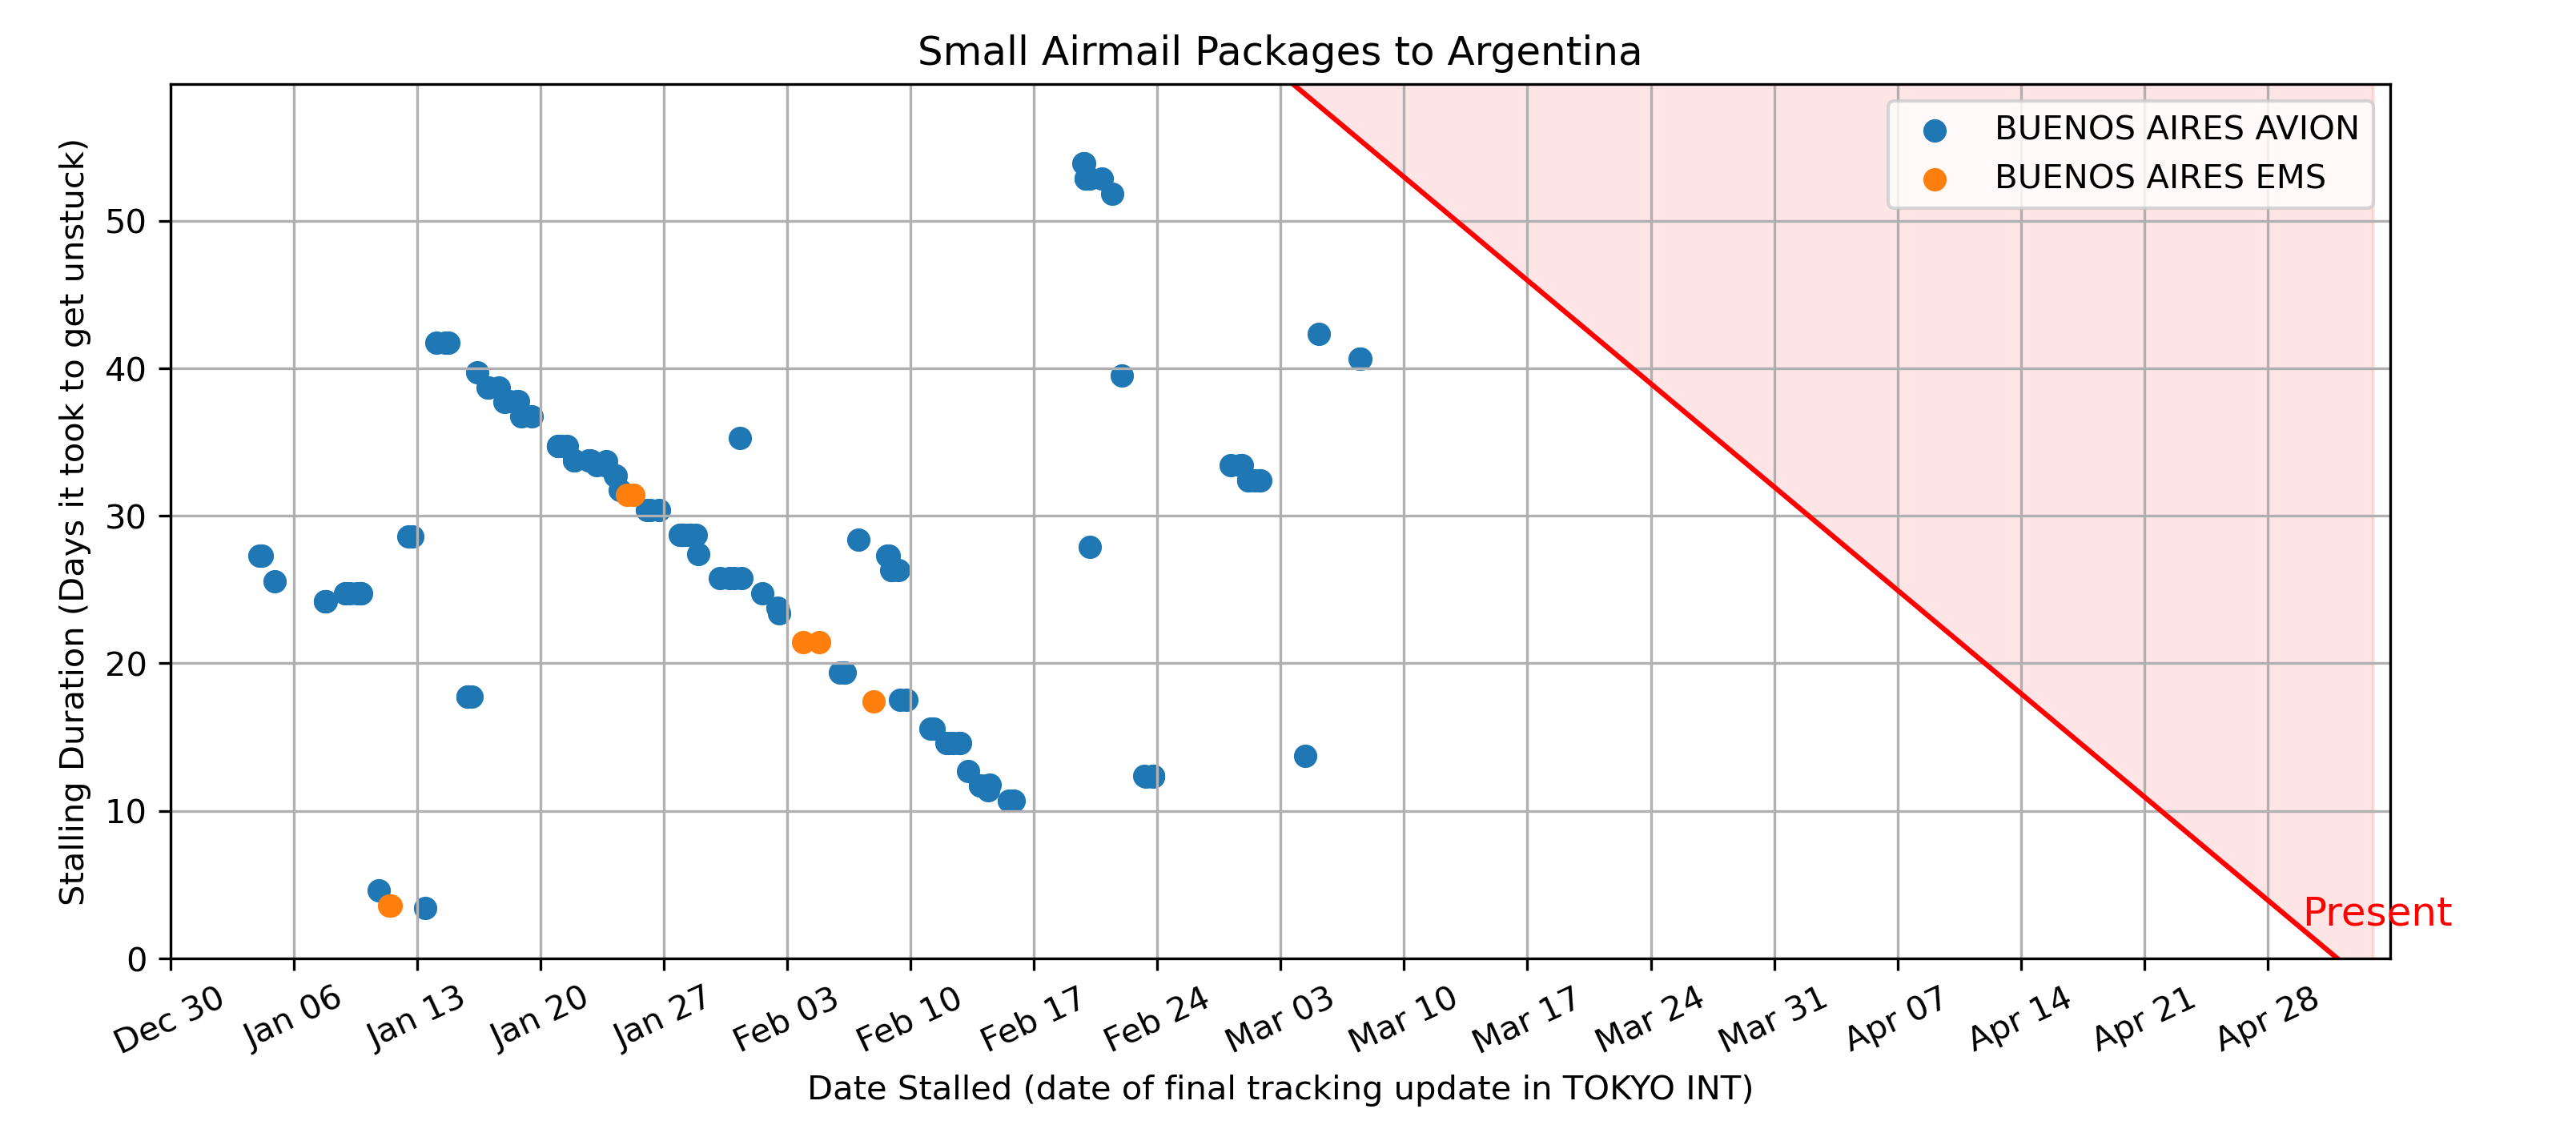 Small Airmail Packages to Argentina
BUENOS AIRES AVION
BUENOS AIRES EMS
Stalling Duration (Days it took to get unstuck)
50
40
30
20
10
0
Present
Dec 30
Jan 06
Jan 13
Jan 20
Jan 27
Feb 03
Feb 10
Feb 17
Feb 24
Mar 03
Mar 10
Mar 17
Mar 24
Mar 31
Apr 07
Apr 14
Apr 21
Apr 28
Date Stalled (date of final tracking update in TOKYO INT)